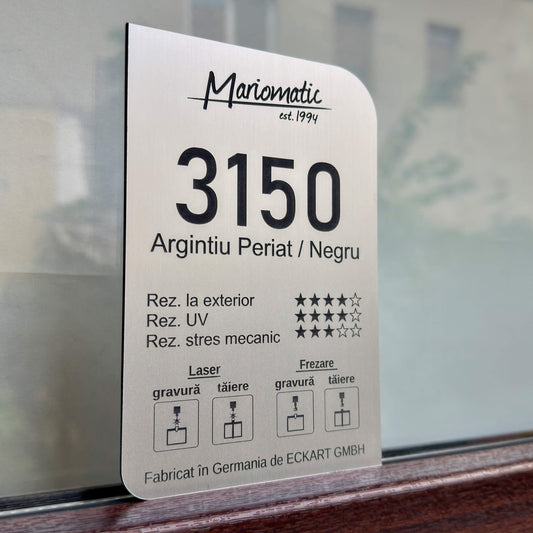 Mariomatic
est. 1994
3150
Argintiu Periat / Negru
Rez. la exterior ★★★★☆
Rez. UV ★★★★☆
Rez. stres mecanic ★★★☆☆
Laser Frezare
gravură tăiere gravură tăiere
Fabricat în Germania de ECKART GMBH